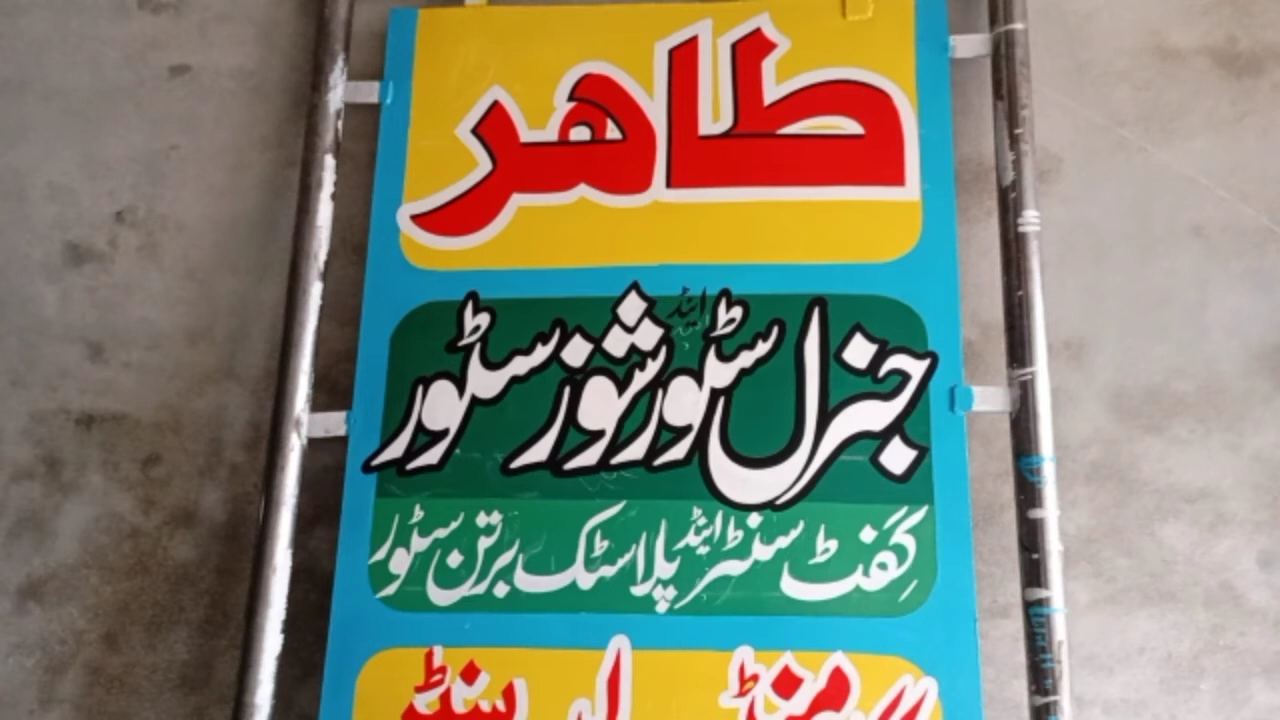 طاہر
جنرل سٹور اینڈ شوز سٹور
گفٹ سنٹر اینڈ پلاسٹک برتن سٹور